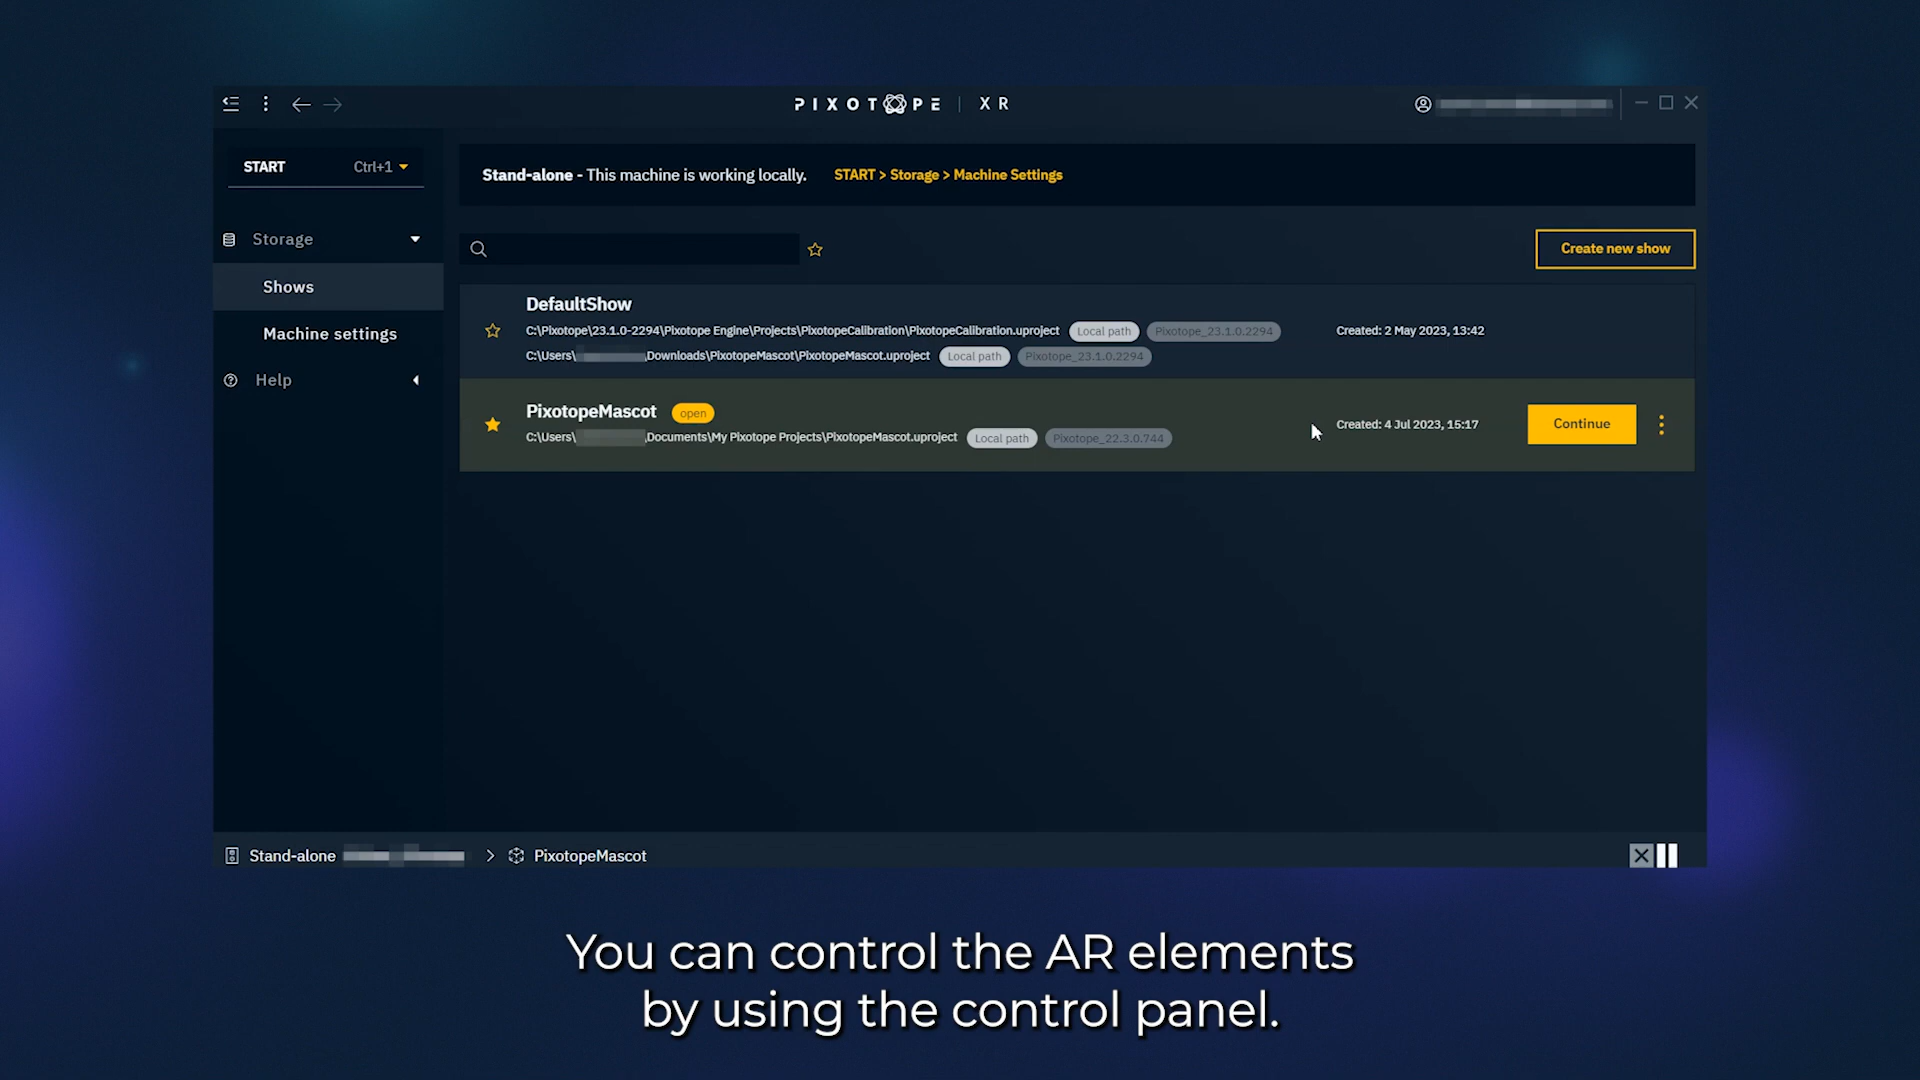 PIXOTOPE | XR
START Ctrl+1
Stand-alone - This machine is working locally. START > Storage > Machine Settings
Storage
Create new show
Shows
DefaultShow
C:\Pixotope\23.1.0-2294\Pixotope Engine\Projects\PixotopeCalibration\PixotopeCalibration.uproject Local path Pixotope_23.1.0.2294 Created: 2 May 2023, 13:42
Machine settings
C:\Users\ Downloads\PixotopeMascot\PixotopeMascot.uproject Local path Pixotope_23.1.0.2294
Help
PixotopeMascot open
Created: 4 Jul 2023, 15:17 Continue
C:\Users\ Documents\My Pixotope Projects\PixotopeMascot.uproject Local path Pixotope_22.3.0.744
Stand-alone > PixotopeMascot
You can control the AR elements
by using the control panel.